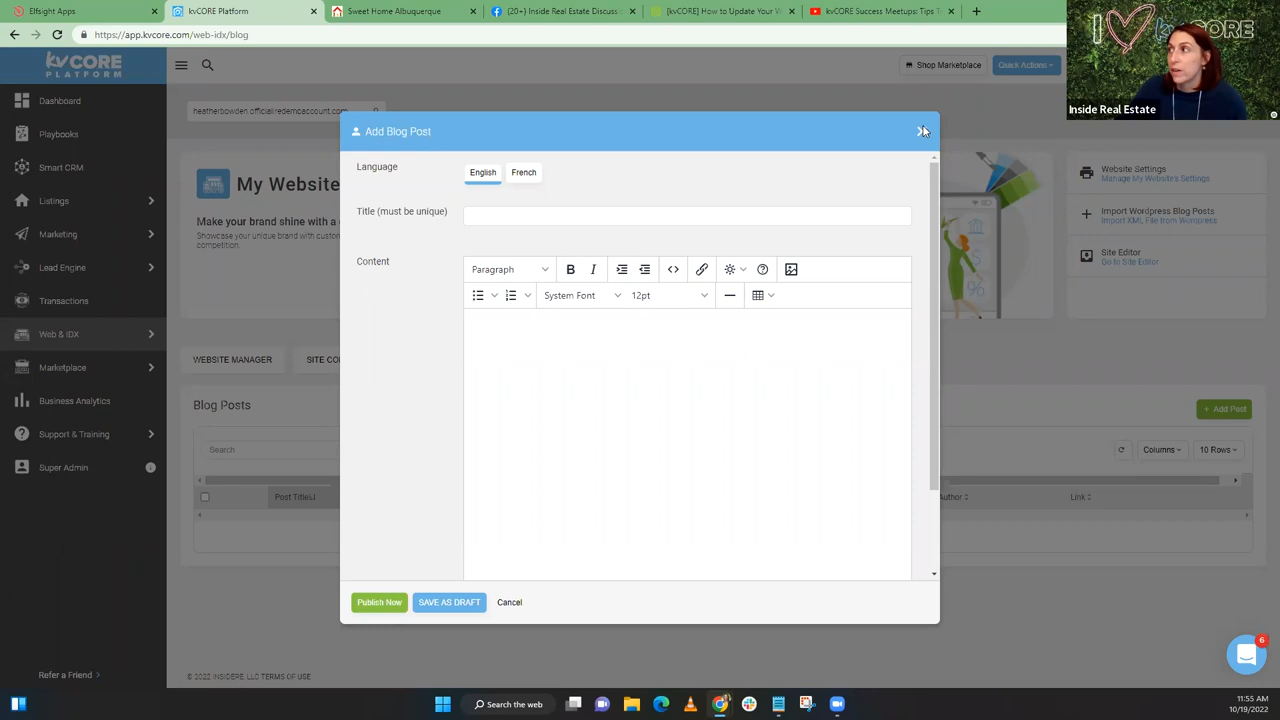 Elfsight Apps
kvCORE Platform
Sweet Home Albuquerque
(20+) Inside Real Estate Discuss
[kvCORE] How to Update Your V
kvCORE Success Meetups: Tips T
https://app.kvcore.com/web-idx/blog
kvCORE
PLATFORM
Shop Marketplace
Quick Actions
I
kvCORE
Inside Real Estate
Dashboard
Playbooks
Smart CRM
Listings
Marketing
Lead Engine
Transactions
Web & IDX
Marketplace
Business Analytics
Support & Training
Super Admin
Refer a Friend >
heatherbowden.official@kvdemoaccount.com
My Website
Make your brand shine with a
Showcase your unique brand with custom
competition.
WEBSITE MANAGER
SITE CO
Blog Posts
Search
Post Title
Add Blog Post
Language
English
French
Title (must be unique)
Content
Paragraph
B
I
System Font
12pt
Publish Now
SAVE AS DRAFT
Cancel
Website Settings
Manage My Website's Settings
Import Wordpress Blog Posts
Import XML File from Wordpress
Site Editor
Go to Site Editor
+ Add Post
Columns
10 Rows
Author
Link
© 2022 INSIDERE, LLC TERMS OF USE
6
Search the web
11:55 AM
10/19/2022